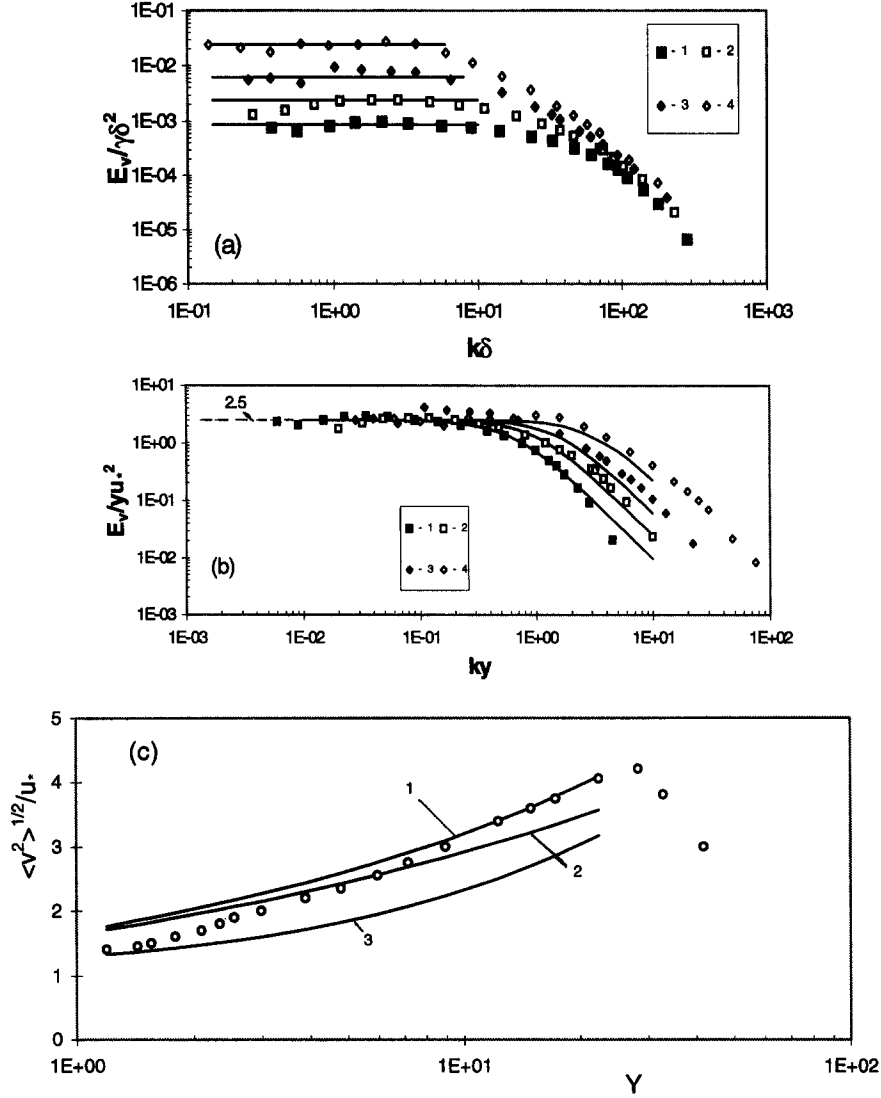 1E-01
1E-02
1E-03
1E-04
1E-05
1E-06
E_v/γδ²
(a)
■ - 1 □ - 2
◆ - 3 ◇ - 4
1E-01 1E+00 1E+01 1E+02 1E+03
kδ
1E+01
1E+00
1E-01
1E-02
1E-03
E_v/yu*²
2.5
(b)
■ - 1 □ - 2
◆ - 3 ◇ - 4
1E-03 1E-02 1E-01 1E+00 1E+01 1E+02
ky
5
4
3
2
1
0
<v²>^1/2/u*
(c)
1
2
3
1E+00 1E+01 1E+02
Y